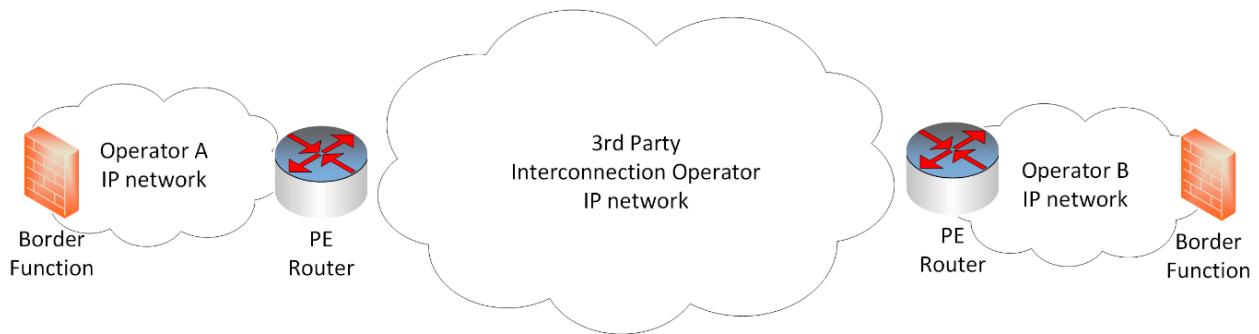 Operator A
IP network
Border
Function
PE
Router
3rd Party
Interconnection Operator
IP network
PE
Router
Operator B
IP network
Border
Function